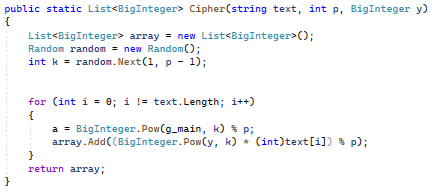 public static List<BigInteger> Cipher(string text, int p, BigInteger y)
{
List<BigInteger> array = new List<BigInteger>();
Random random = new Random();
int k = random.Next(1, p - 1);
for (int i = 0; i != text.Length; i++)
{
a = BigInteger.Pow(g_main, k) % p;
array.Add((BigInteger.Pow(y, k) * (int)text[i]) % p);
}
return array;
}